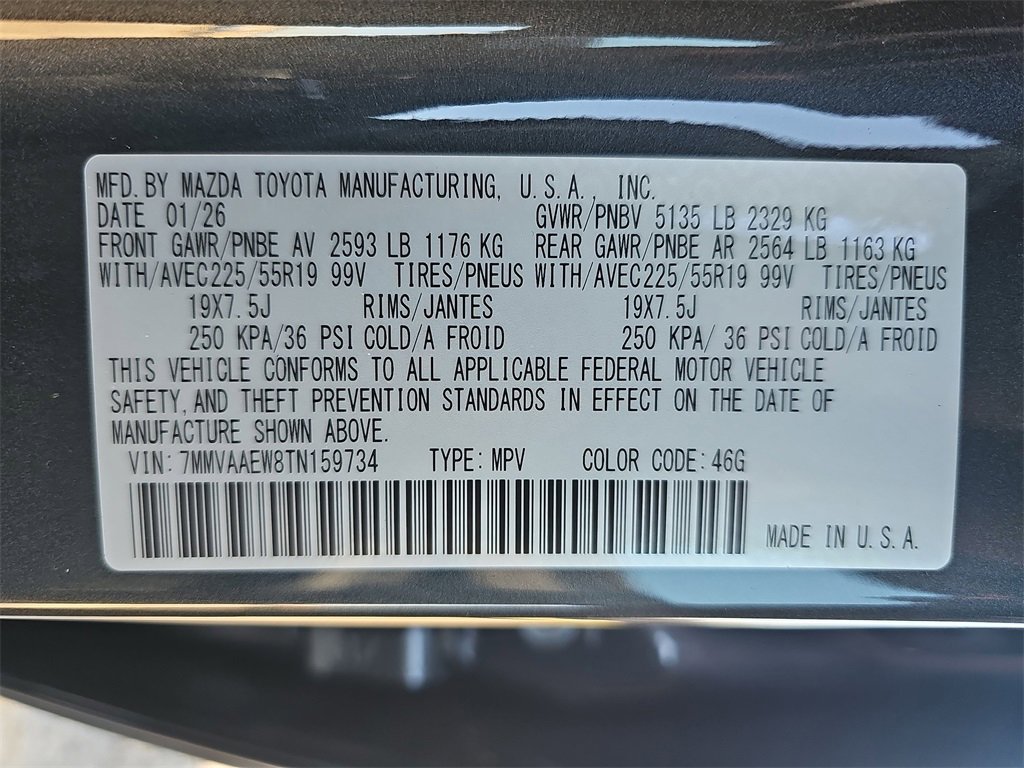 MFD. BY MAZDA TOYOTA MANUFACTURING, U.S.A., INC.
DATE 01/26 GVWR/PNBV 5135 LB 2329 KG
FRONT GAWR/PNBE AV 2593 LB 1176 KG REAR GAWR/PNBE AR 2564 LB 1163 KG
WITH/AVEC225/55R19 99V TIRES/PNEUS WITH/AVEC225/55R19 99V TIRES/PNEUS
19X7.5J RIMS/JANTES 19X7.5J RIMS/JANTES
250 KPA/36 PSI COLD/A FROID 250 KPA/ 36 PSI COLD/A FROID
THIS VEHICLE CONFORMS TO ALL APPLICABLE FEDERAL MOTOR VEHICLE
SAFETY, AND THEFT PREVENTION STANDARDS IN EFFECT ON THE DATE OF
MANUFACTURE SHOWN ABOVE.
VIN: 7MMVAAEW8TN159734 TYPE: MPV COLOR CODE: 46G
MADE IN U.S.A.